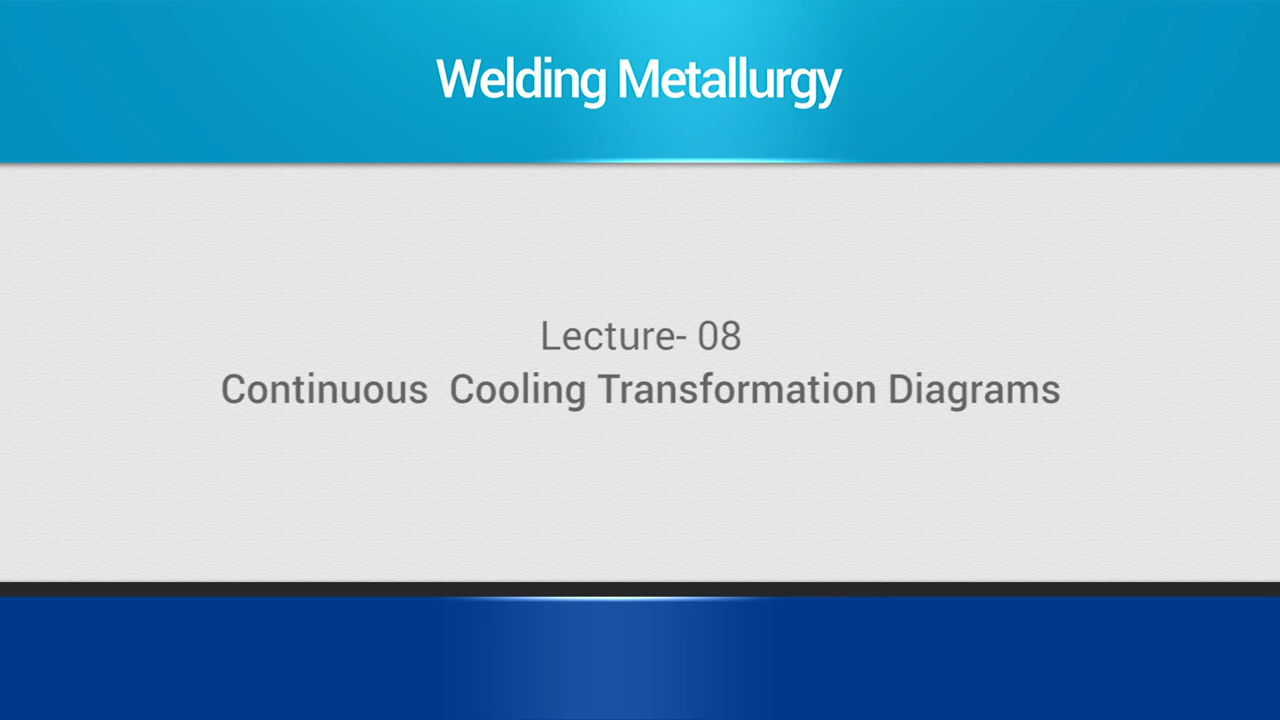 Welding Metallurgy
Lecture- 08
Continuous  Cooling Transformation Diagrams